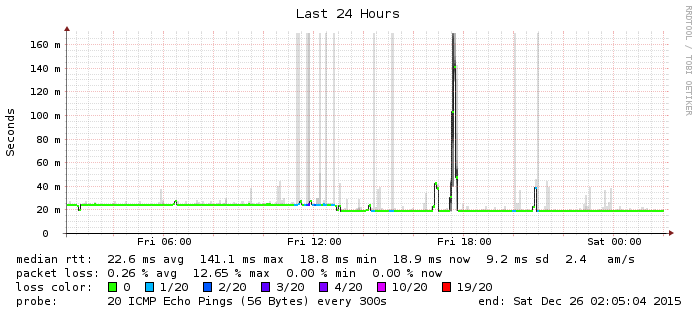 Last 24 Hours
RRDTOOL / TOBI OETIKER
Seconds
160 m
140 m
120 m
100 m
80 m
60 m
40 m
20 m
0
Fri 06:00 Fri 12:00 Fri 18:00 Sat 00:00
median rtt: 22.6 ms avg 141.1 ms max 18.8 ms min 18.9 ms now 9.2 ms sd 2.4 am/s
packet loss: 0.26 % avg 12.65 % max 0.00 % min 0.00 % now
loss color: 0 1/20 2/20 3/20 4/20 10/20 19/20
probe: 20 ICMP Echo Pings (56 Bytes) every 300s end: Sat Dec 26 02:05:04 2015